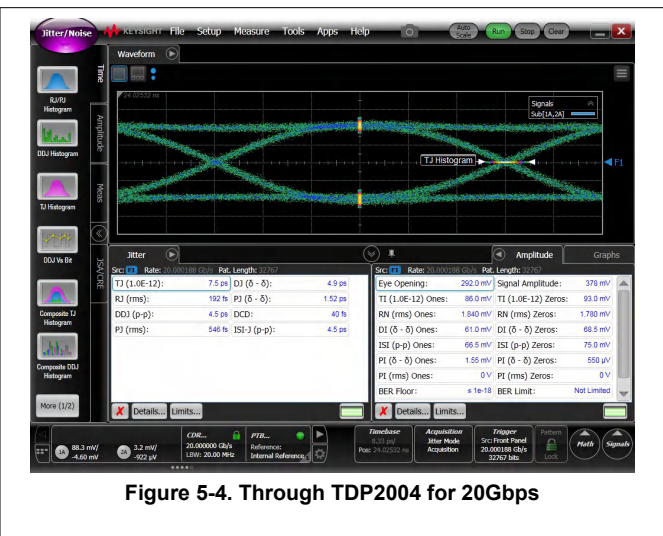 Jitter/Noise
KEYSIGHT File Setup Measure Tools Apps Help
Auto Scale
Run
Stop
Clear
Waveform
Time
Amplitude
Meas
JSA/CRE
RJ/PJ Histogram
DDJ Histogram
TJ Histogram
DDJ Vs Bit
Composite TJ Histogram
Composite DDJ Histogram
More (1/2)
24.02532 ns
Signals
Sub[1A,2A]
TJ Histogram
F1
Jitter
Src: F1 Rate: 20.000188 Gb/s Pat. Length: 32767
TJ (1.0E-12): 7.5 ps DJ (δ - δ): 4.9 ps
RJ (rms): 192 fs PJ (δ - δ): 1.52 ps
DDJ (p-p): 4.5 ps DCD: 40 fs
PJ (rms): 546 fs ISI-J (p-p): 4.5 ps
Details... Limits...
Amplitude Graphs
Src: F1 Rate: 20.000188 Gb/s Pat. Length: 32767
Eye Opening: 292.0 mV Signal Amplitude: 378 mV
TI (1.0E-12) Ones: 86.0 mV TI (1.0E-12) Zeros: 93.0 mV
RN (rms) Ones: 1.840 mV RN (rms) Zeros: 1.780 mV
DI (δ - δ) Ones: 61.0 mV DI (δ - δ) Zeros: 68.5 mV
ISI (p-p) Ones: 66.5 mV ISI (p-p) Zeros: 75.0 mV
PI (δ - δ) Ones: 1.55 mV PI (δ - δ) Zeros: 550 µV
PI (rms) Ones: 0 V PI (rms) Zeros: 0 V
BER Floor: ≤ 1e-18 BER Limit: Not Limited
Details... Limits...
1A 88.3 mV/
-4.60 mV
2A 3.2 mV/
-922 µV
CDR...
20.000000 Gb/s
LBW: 20.00 MHz
PTB...
Reference:
Internal Reference
Timebase
8.33 ps/
Pos: 24.02532 ns
Acquisition
Jitter Mode
Acquisition
Trigger
Src: Front Panel
20.000188 Gb/s
32767 bits
Pattern
Lock
Math
Signals
Figure 5-4. Through TDP2004 for 20Gbps